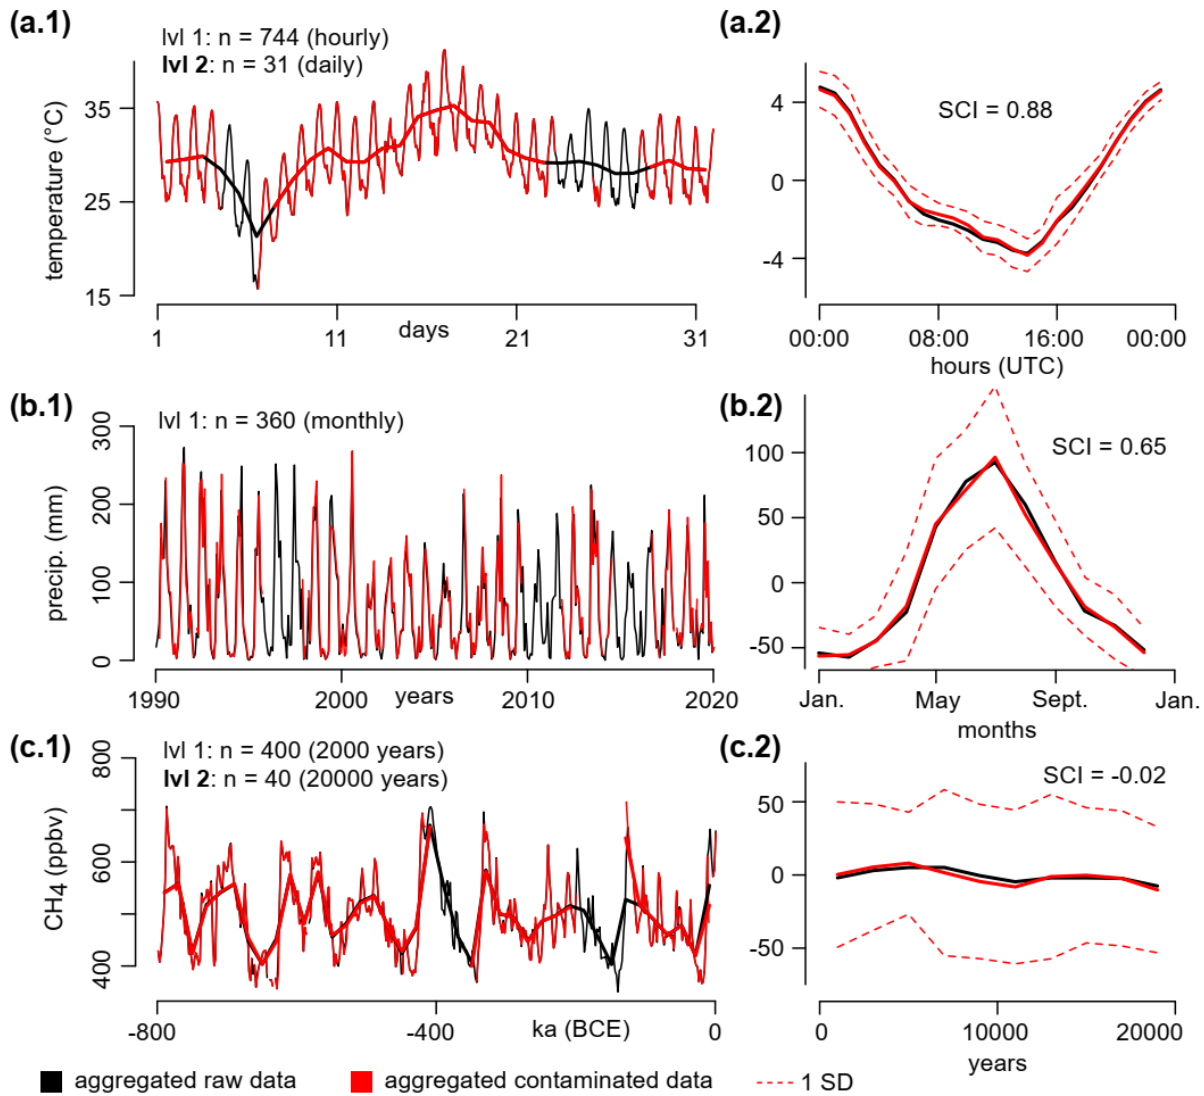 (a.1)
lvl 1: n = 744 (hourly)
lvl 2: n = 31 (daily)
temperature (°C)
35
25
15
1
11
21
31
days
(a.2)
SCI = 0.88
4
0
-4
00:00
08:00
16:00
00:00
hours (UTC)
(b.1)
lvl 1: n = 360 (monthly)
precip. (mm)
300
200
100
0
1990
2000
2010
2020
years
(b.2)
SCI = 0.65
100
50
0
-50
Jan.
May
Sept.
Jan.
months
(c.1)
lvl 1: n = 400 (2000 years)
lvl 2: n = 40 (20000 years)
CH4 (ppbv)
800
600
400
-800
-400
0
ka (BCE)
(c.2)
SCI = -0.02
50
0
-50
0
10000
20000
years
aggregated raw data
aggregated contaminated data
1 SD